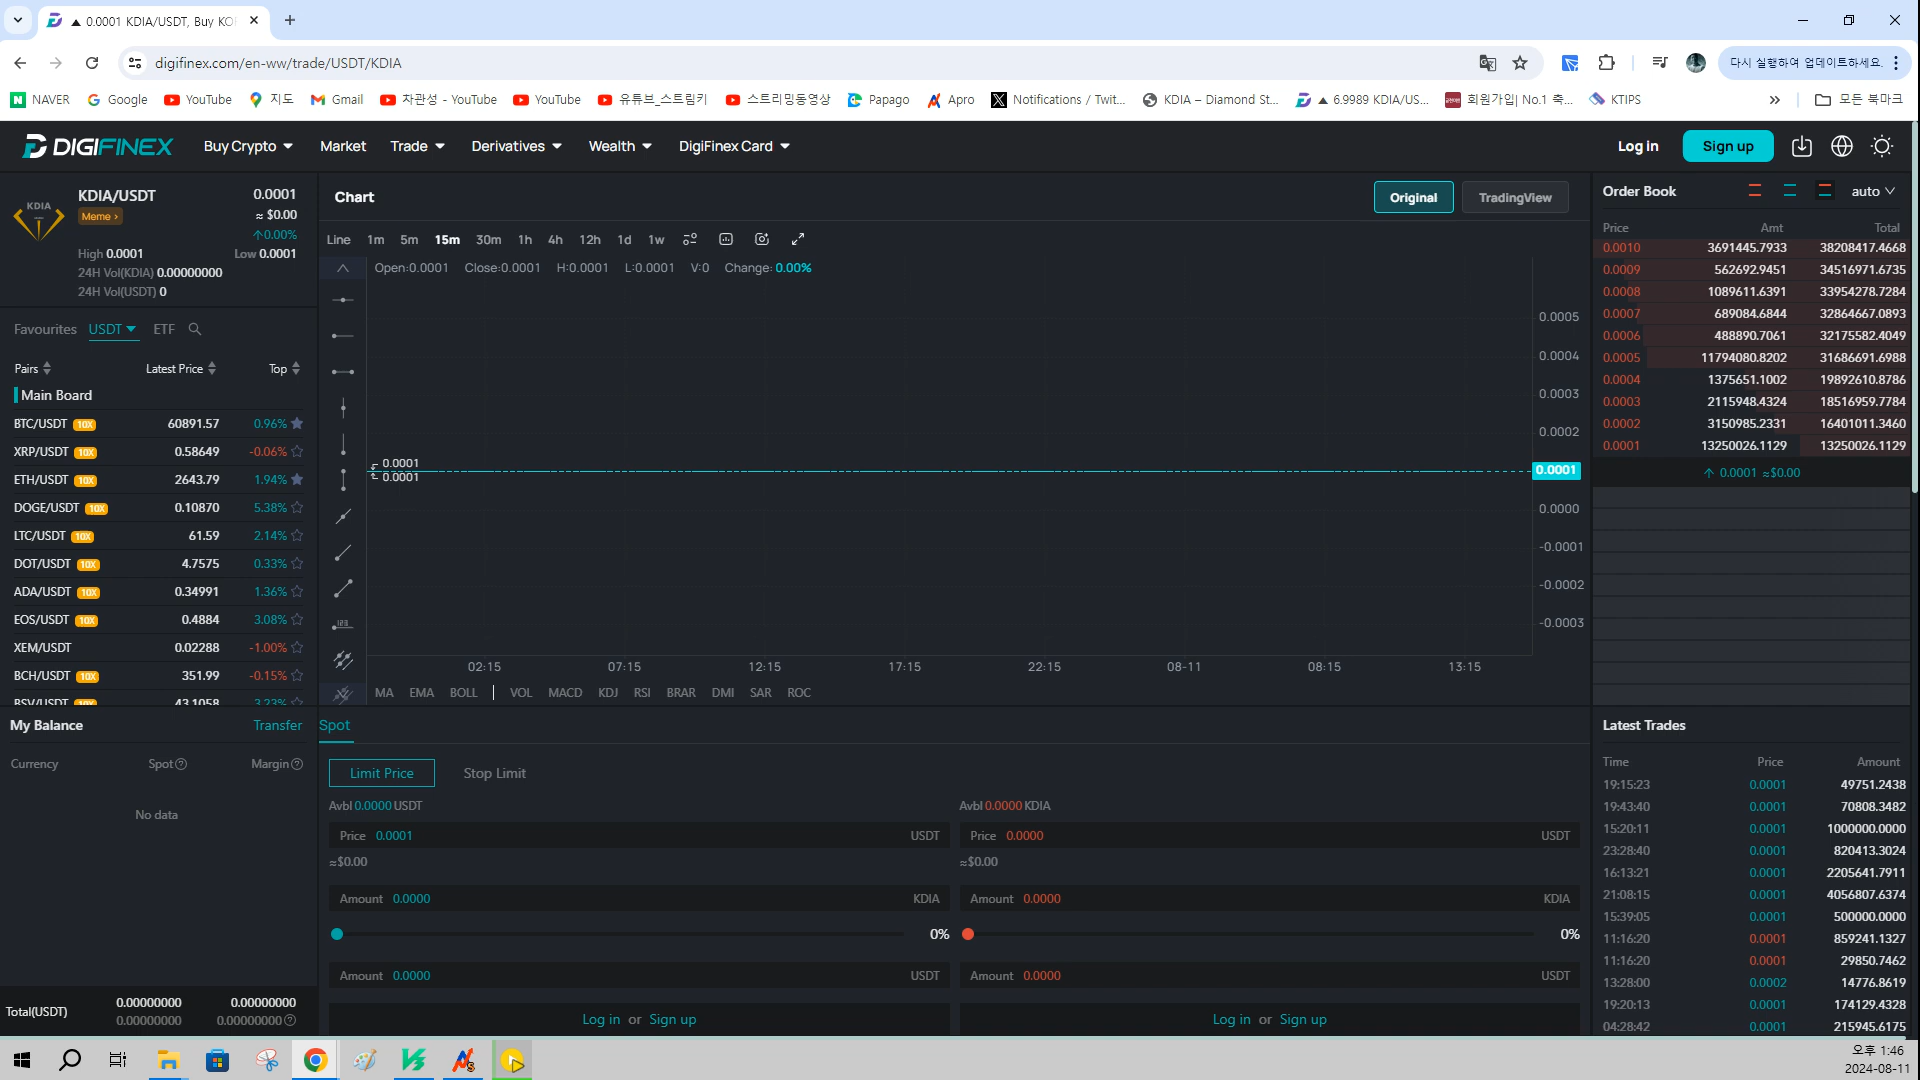 ▲ 0.0001 KDIA/USDT, Buy KDI
digifinex.com/en-ww/trade/USDT/KDIA
다시 실행하여 업데이트하세요.
NAVER Google YouTube 지도 Gmail 차관성 - YouTube YouTube 유튜브_스트림키 스트리밍동영상 Papago Apro Notifications / Twit... KDIA – Diamond St... ▲ 6.9989 KDIA/US... 회원가입| No.1 축... KTIPS » 모든 북마크
DIGIFINEX Buy Crypto Market Trade Derivatives Wealth DigiFinex Card Log in Sign up
KDIA
KDIA/USDT 0.0001
Meme › ≈ $0.00
↑0.00%
High 0.0001 Low 0.0001
24H Vol(KDIA) 0.00000000
24H Vol(USDT) 0
Favourites USDT ETF
Pairs Latest Price Top
Main Board
BTC/USDT 10X 60891.57 0.96%
XRP/USDT 10X 0.58649 -0.06%
ETH/USDT 10X 2643.79 1.94%
DOGE/USDT 10X 0.10870 5.38%
LTC/USDT 10X 61.59 2.14%
DOT/USDT 10X 4.7575 0.33%
ADA/USDT 10X 0.34991 1.36%
EOS/USDT 10X 0.4884 3.08%
XEM/USDT 0.02288 -1.00%
BCH/USDT 10X 351.99 -0.15%
BSV/USDT 10X 43.1058 3.23%
My Balance Transfer
Currency Spot Margin
No data
Total(USDT) 0.00000000 0.00000000
0.00000000 0.00000000
Chart Original TradingView
Line 1m 5m 15m 30m 1h 4h 12h 1d 1w
Open:0.0001 Close:0.0001 H:0.0001 L:0.0001 V:0 Change: 0.00%
0.0005
0.0004
0.0003
0.0002
0.0001
0.0001
0.0001
0.0000
-0.0001
-0.0002
-0.0003
123
02:15 07:15 12:15 17:15 22:15 08-11 08:15 13:15
MA EMA BOLL VOL MACD KDJ RSI BRAR DMI SAR ROC
Spot
Limit Price Stop Limit
Avbl 0.0000 USDT Avbl 0.0000 KDIA
Price 0.0001 USDT Price 0.0000 USDT
≈$0.00 ≈$0.00
Amount 0.0000 KDIA Amount 0.0000 KDIA
0% 0%
Amount 0.0000 USDT Amount 0.0000 USDT
Log in or Sign up Log in or Sign up
Order Book auto
Price Amt Total
0.0010 3691445.7933 38208417.4668
0.0009 562692.9451 34516971.6735
0.0008 1089611.6391 33954278.7284
0.0007 689084.6844 32864667.0893
0.0006 488890.7061 32175582.4049
0.0005 11794080.8202 31686691.6988
0.0004 1375651.1002 19892610.8786
0.0003 2115948.4324 18516959.7784
0.0002 3150985.2331 16401011.3460
0.0001 13250026.1129 13250026.1129
↑ 0.0001 ≈$0.00
Latest Trades
Time Price Amount
19:15:23 0.0001 49751.2438
19:43:40 0.0001 70808.3482
15:20:11 0.0001 1000000.0000
23:28:40 0.0001 820413.3024
16:13:21 0.0001 2205641.7911
21:08:15 0.0001 4056807.6374
15:39:05 0.0001 500000.0000
11:16:20 0.0001 859241.1327
11:16:20 0.0001 29850.7462
13:28:00 0.0002 14776.8619
19:20:13 0.0001 174129.4328
04:28:42 0.0001 215945.6175
오후 1:46
2024-08-11